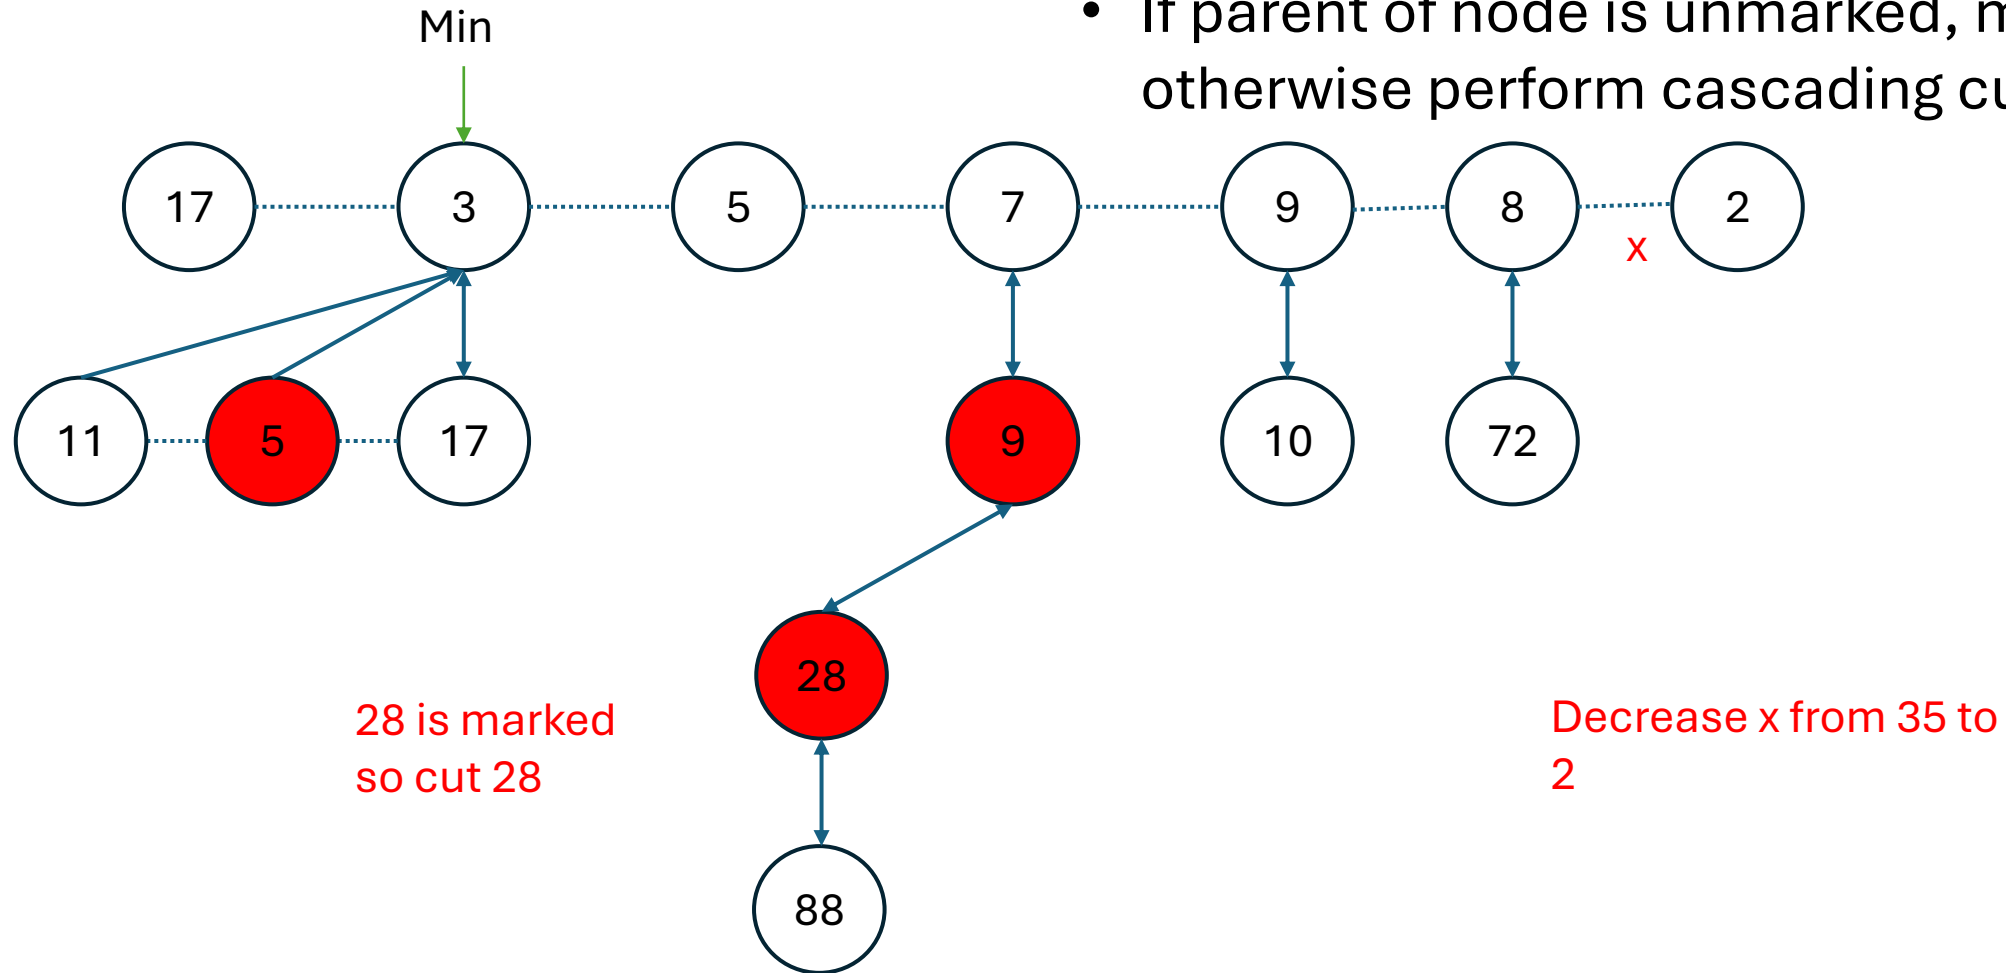 Min
• If parent of node is unmarked,
otherwise perform cascading
17 3 5 7 9 8 2
x
11 5 17 9 10 72
28
28 is marked
so cut 28
Decrease x from 35 to
2
88